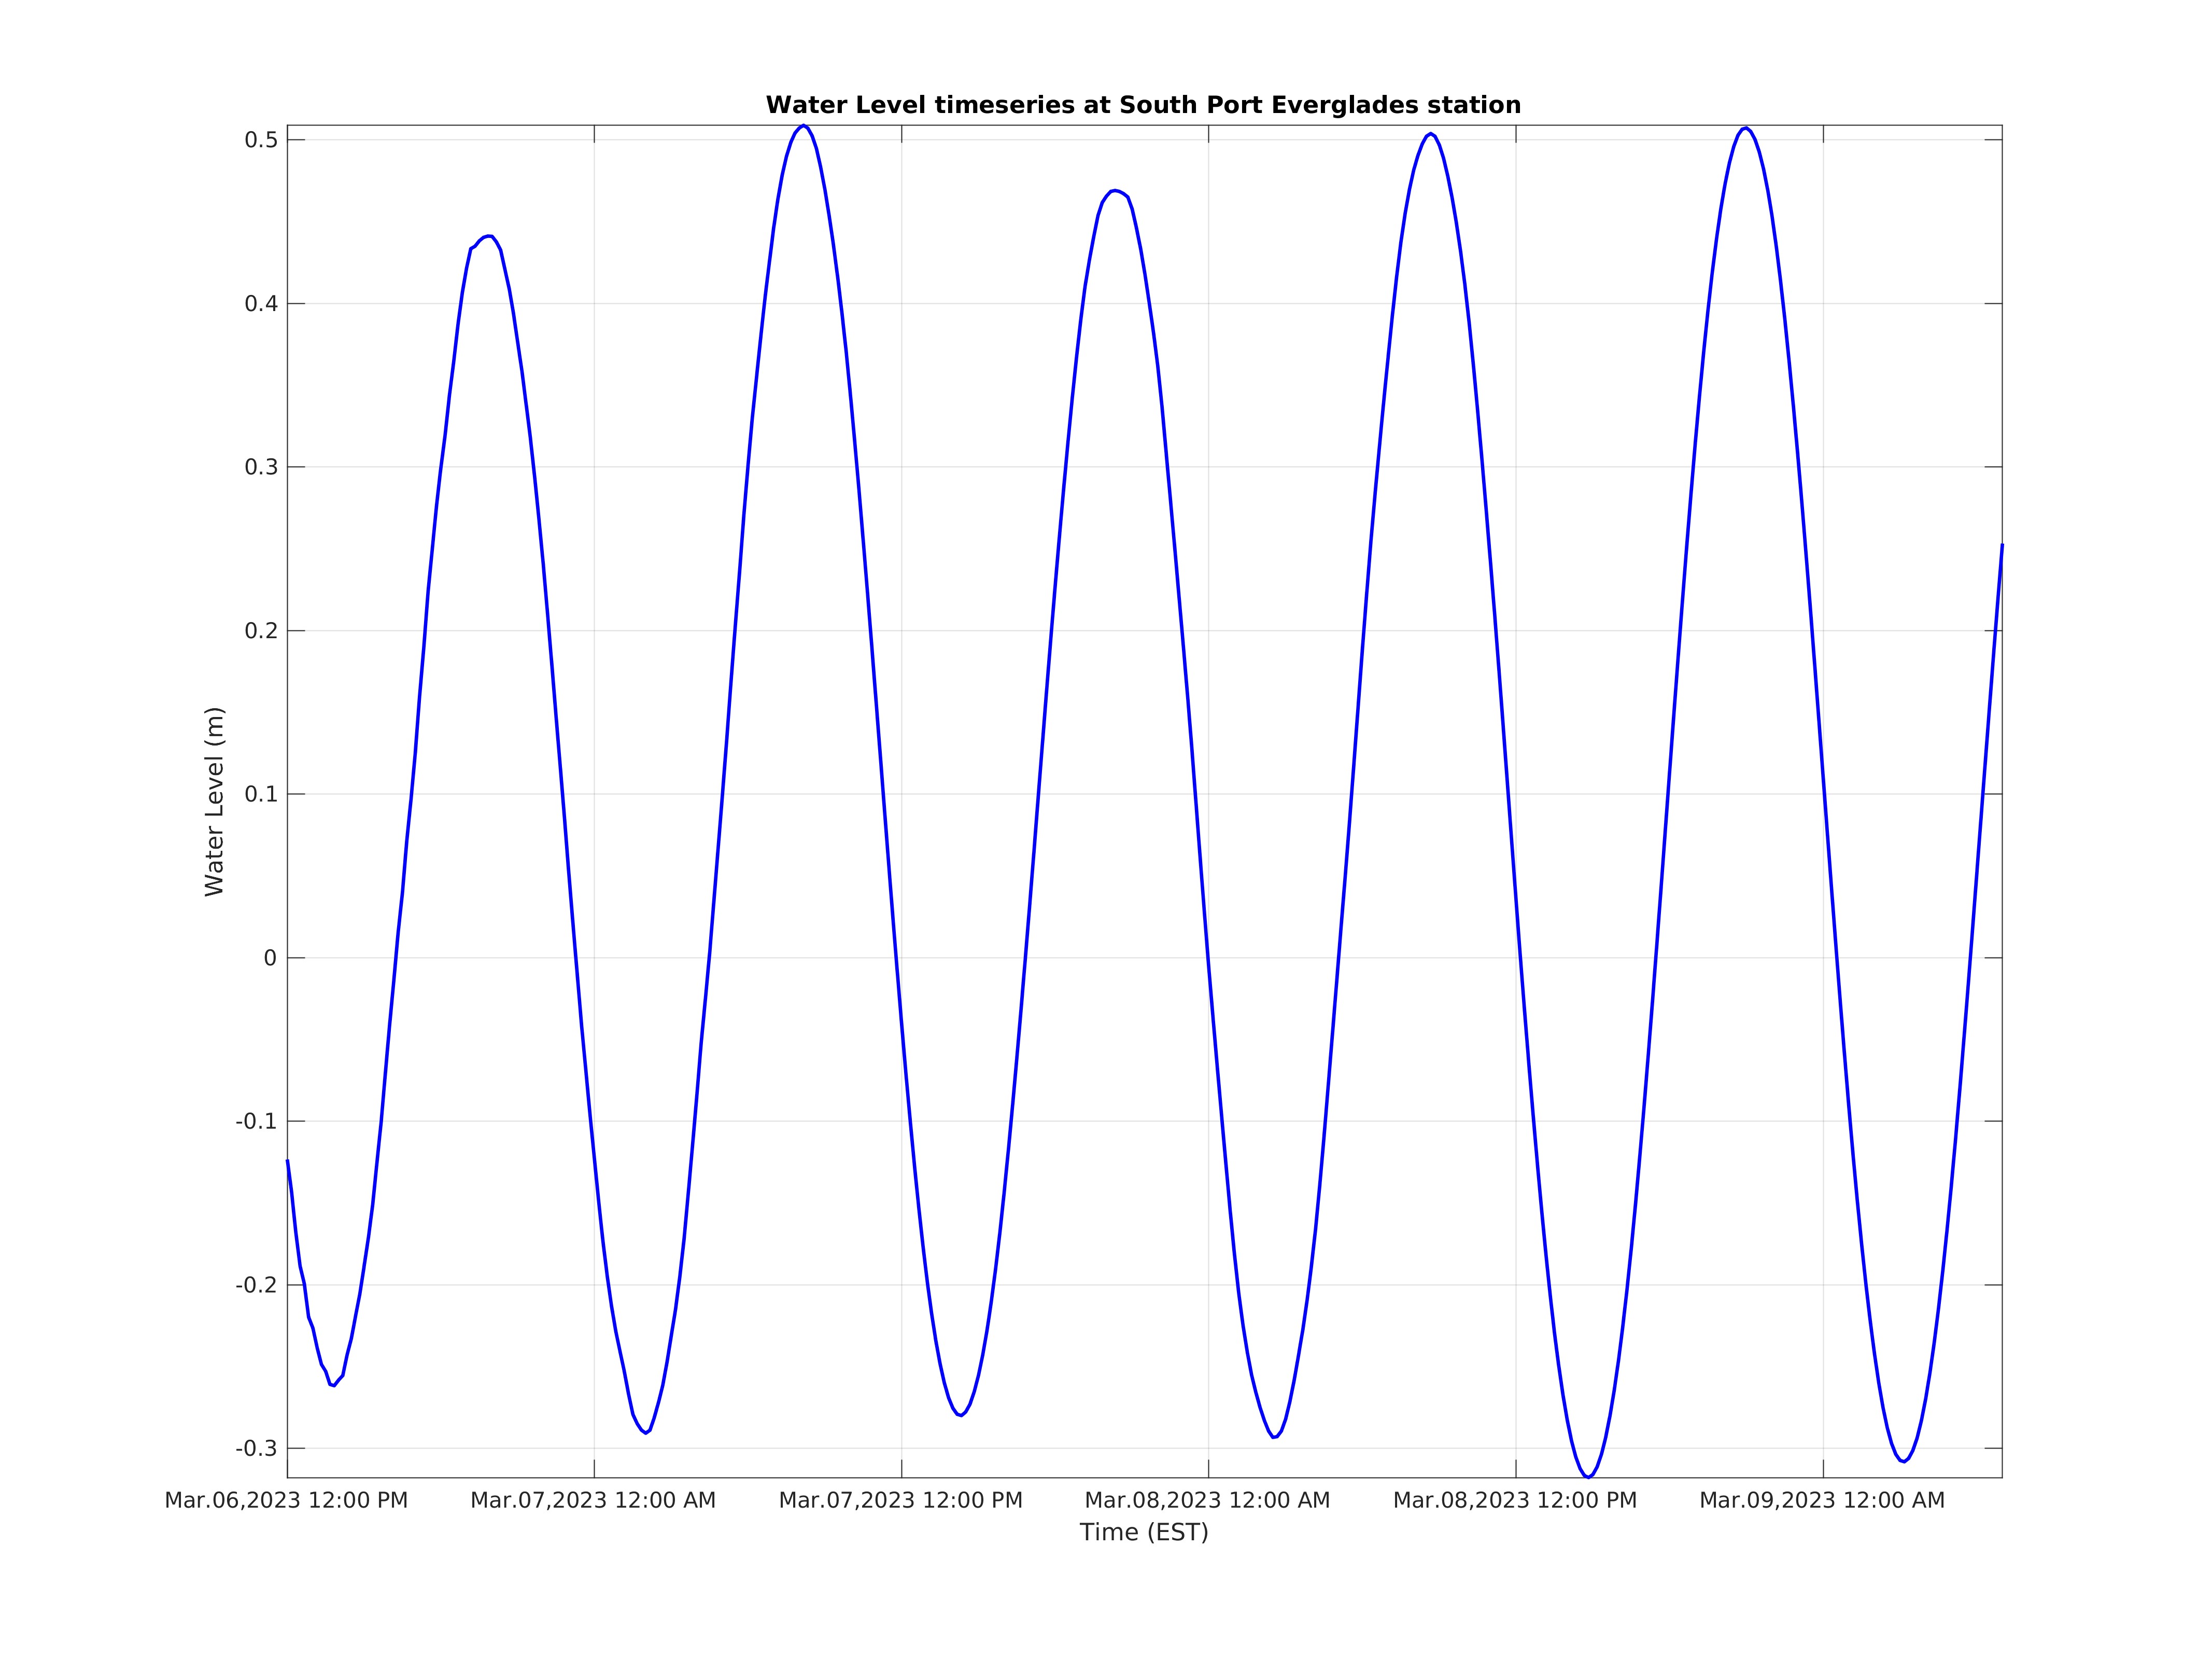 Water Level timeseries at South Port Everglades station
0.5
0.4
0.3
0.2
0.1
0
-0.1
-0.2
-0.3
Water Level (m)
Mar.06,2023 12:00 PM
Mar.07,2023 12:00 AM
Mar.07,2023 12:00 PM
Mar.08,2023 12:00 AM
Mar.08,2023 12:00 PM
Mar.09,2023 12:00 AM
Time (EST)